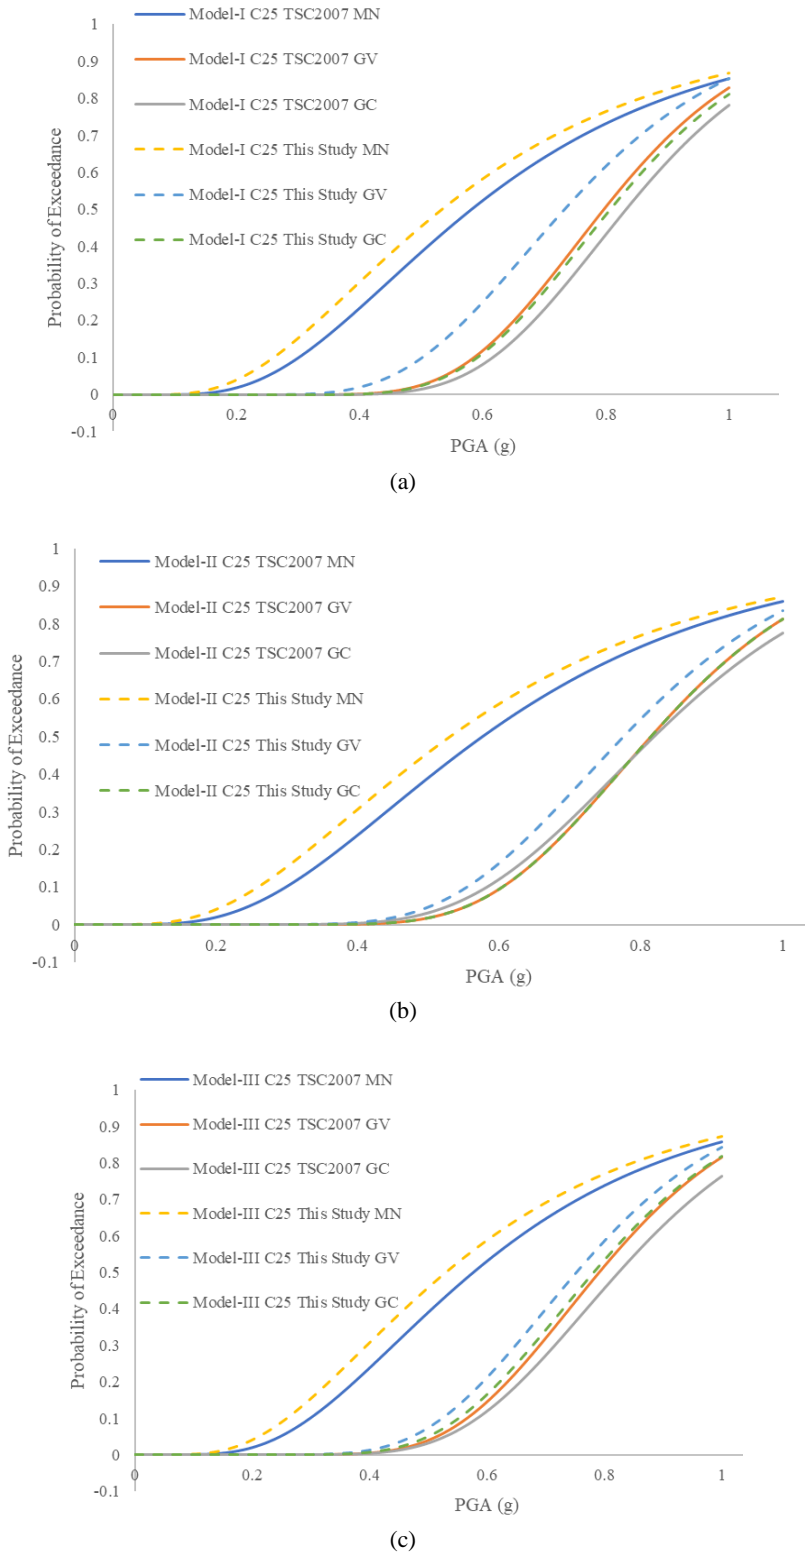 Model-I C25 TSC2007 MN
Model-I C25 TSC2007 GV
Model-I C25 TSC2007 GC
Model-I C25 This Study MN
Model-I C25 This Study GV
Model-I C25 This Study GC
Probability of Exceedance
1
0.9
0.8
0.7
0.6
0.5
0.4
0.3
0.2
0.1
0
-0.1
0
0.2
0.4
0.6
0.8
1
PGA (g)
(a)
Model-II C25 TSC2007 MN
Model-II C25 TSC2007 GV
Model-II C25 TSC2007 GC
Model-II C25 This Study MN
Model-II C25 This Study GV
Model-II C25 This Study GC
Probability of Exceedance
1
0.9
0.8
0.7
0.6
0.5
0.4
0.3
0.2
0.1
0
-0.1
0
0.2
0.4
0.6
0.8
1
PGA (g)
(b)
Model-III C25 TSC2007 MN
Model-III C25 TSC2007 GV
Model-III C25 TSC2007 GC
Model-III C25 This Study MN
Model-III C25 This Study GV
Model-III C25 This Study GC
Probability of Exceedance
1
0.9
0.8
0.7
0.6
0.5
0.4
0.3
0.2
0.1
0
-0.1
0
0.2
0.4
0.6
0.8
1
PGA (g)
(c)